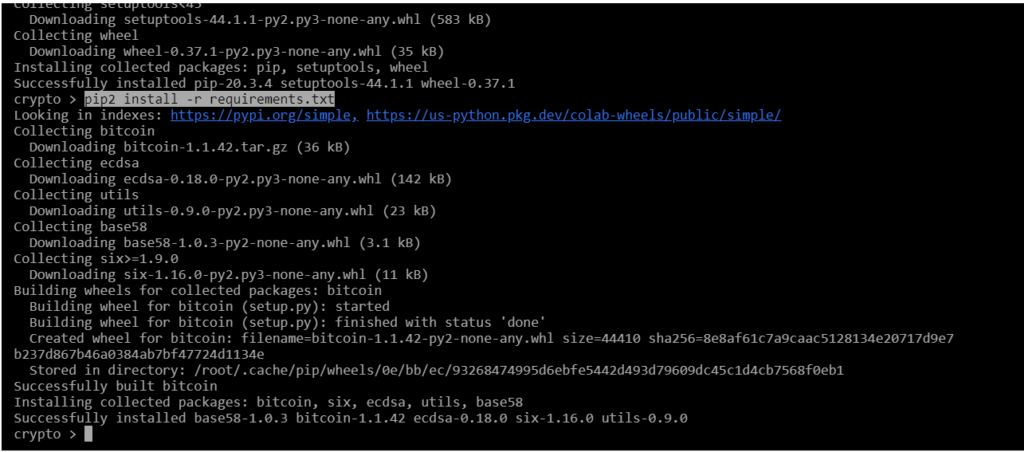 Collecting setuptools<45
Downloading setuptools-44.1.1-py2.py3-none-any.whl (583 kB)
Collecting wheel
Downloading wheel-0.37.1-py2.py3-none-any.whl (35 kB)
Installing collected packages: pip, setuptools, wheel
Successfully installed pip-20.3.4 setuptools-44.1.1 wheel-0.37.1
crypto > pip2 install -r requirements.txt
Looking in indexes: https://pypi.org/simple, https://us-python.pkg.dev/colab-wheels/public/simple/
Collecting bitcoin
Downloading bitcoin-1.1.42.tar.gz (36 kB)
Collecting ecdsa
Downloading ecdsa-0.18.0-py2.py3-none-any.whl (142 kB)
Collecting utils
Downloading utils-0.9.0-py2.py3-none-any.whl (23 kB)
Collecting base58
Downloading base58-1.0.3-py2-none-any.whl (3.1 kB)
Collecting six>=1.9.0
Downloading six-1.16.0-py2.py3-none-any.whl (11 kB)
Building wheels for collected packages: bitcoin
Building wheel for bitcoin (setup.py): started
Building wheel for bitcoin (setup.py): finished with status 'done'
Created wheel for bitcoin: filename=bitcoin-1.1.42-py2-none-any.whl size=44410 sha256=8e8af61c7a9caac5128134e20717d9e7
b237d867b46a0384ab7bf47724d1134e
Stored in directory: /root/.cache/pip/wheels/0e/bb/ec/93268474995d6ebfe5442d493d79609dc45c1d4cb7568f0eb1
Successfully built bitcoin
Installing collected packages: bitcoin, six, ecdsa, utils, base58
Successfully installed base58-1.0.3 bitcoin-1.1.42 ecdsa-0.18.0 six-1.16.0 utils-0.9.0
crypto >